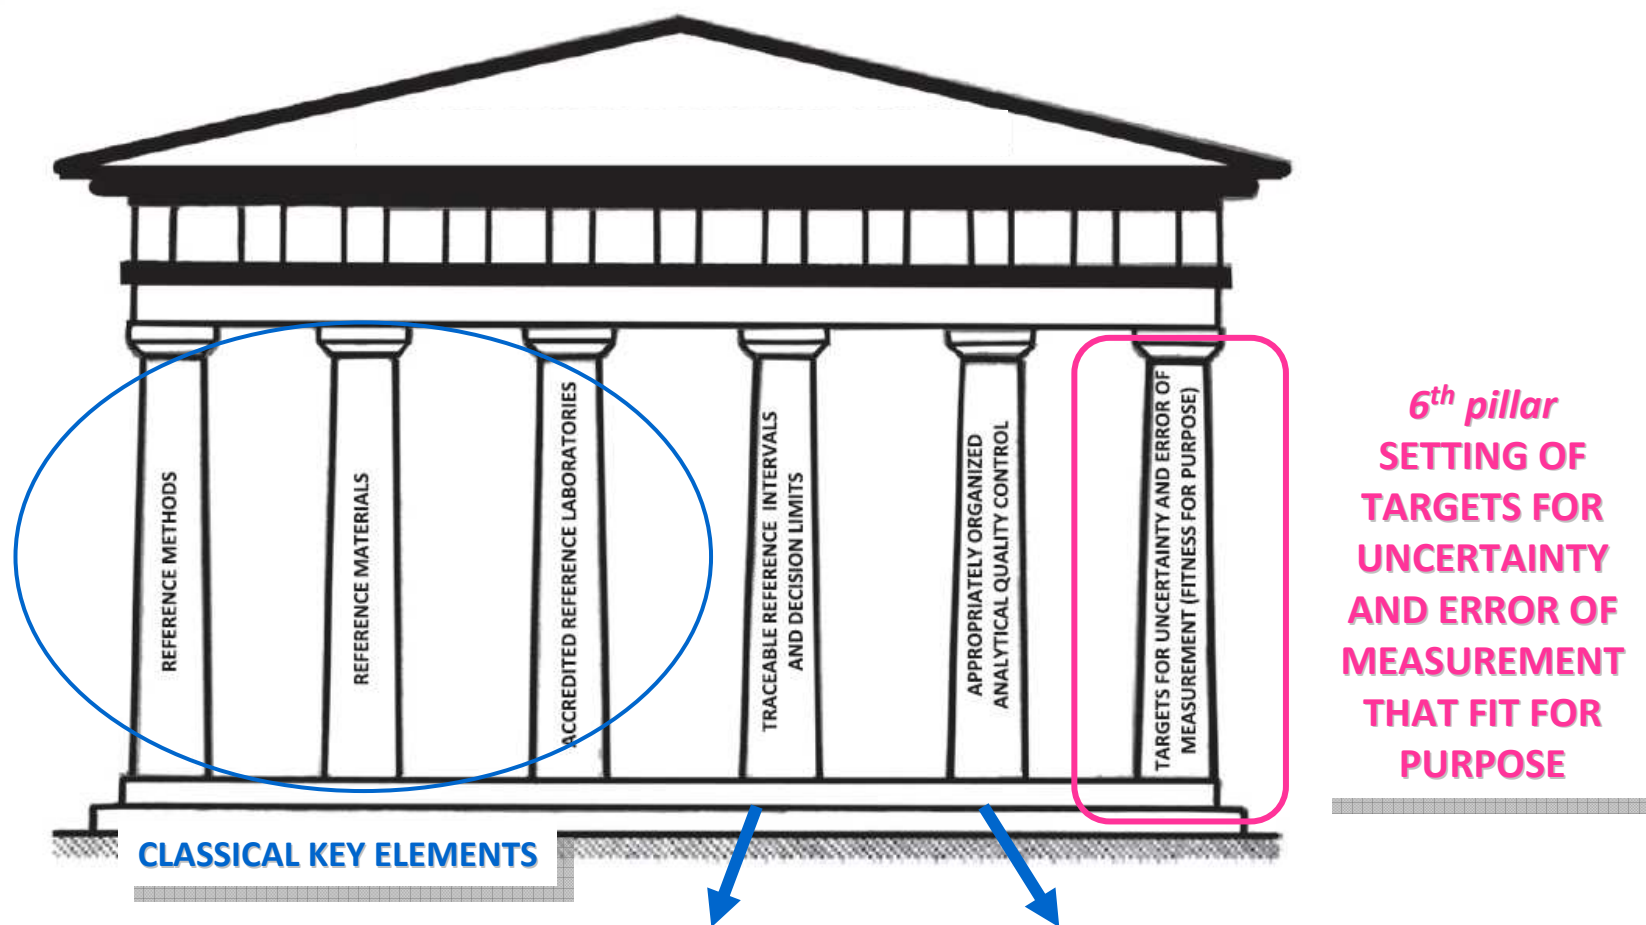 REFERENCE METHODS
REFERENCE MATERIALS
ACCREDITED REFERENCE LABORATORIES
TRACEABLE REFERENCE INTERVALS
AND DECISION LIMITS
APPROPRIATELY ORGANIZED
ANALYTICAL QUALITY CONTROL
TARGETS FOR UNCERTAINTY AND ERROR OF
MEASUREMENT (FITNESS FOR PURPOSE)
6th pillar
SETTING OF
TARGETS FOR
UNCERTAINTY
AND ERROR OF
MEASUREMENT
THAT FIT FOR
PURPOSE
CLASSICAL KEY ELEMENTS